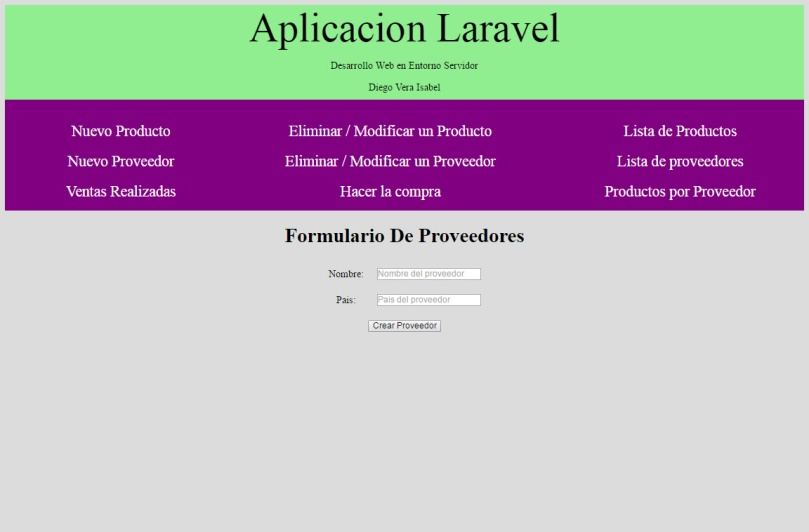 Aplicacion Laravel
Desarrollo Web en Entorno Servidor
Diego Vera Isabel
Nuevo Producto Eliminar / Modificar un Producto Lista de Productos
Nuevo Proveedor Eliminar / Modificar un Proveedor Lista de proveedores
Ventas Realizadas Hacer la compra Productos por Proveedor
Formulario De Proveedores
Nombre: Nombre del proveedor
Pais: Pais del proveedor
Crear Proveedor